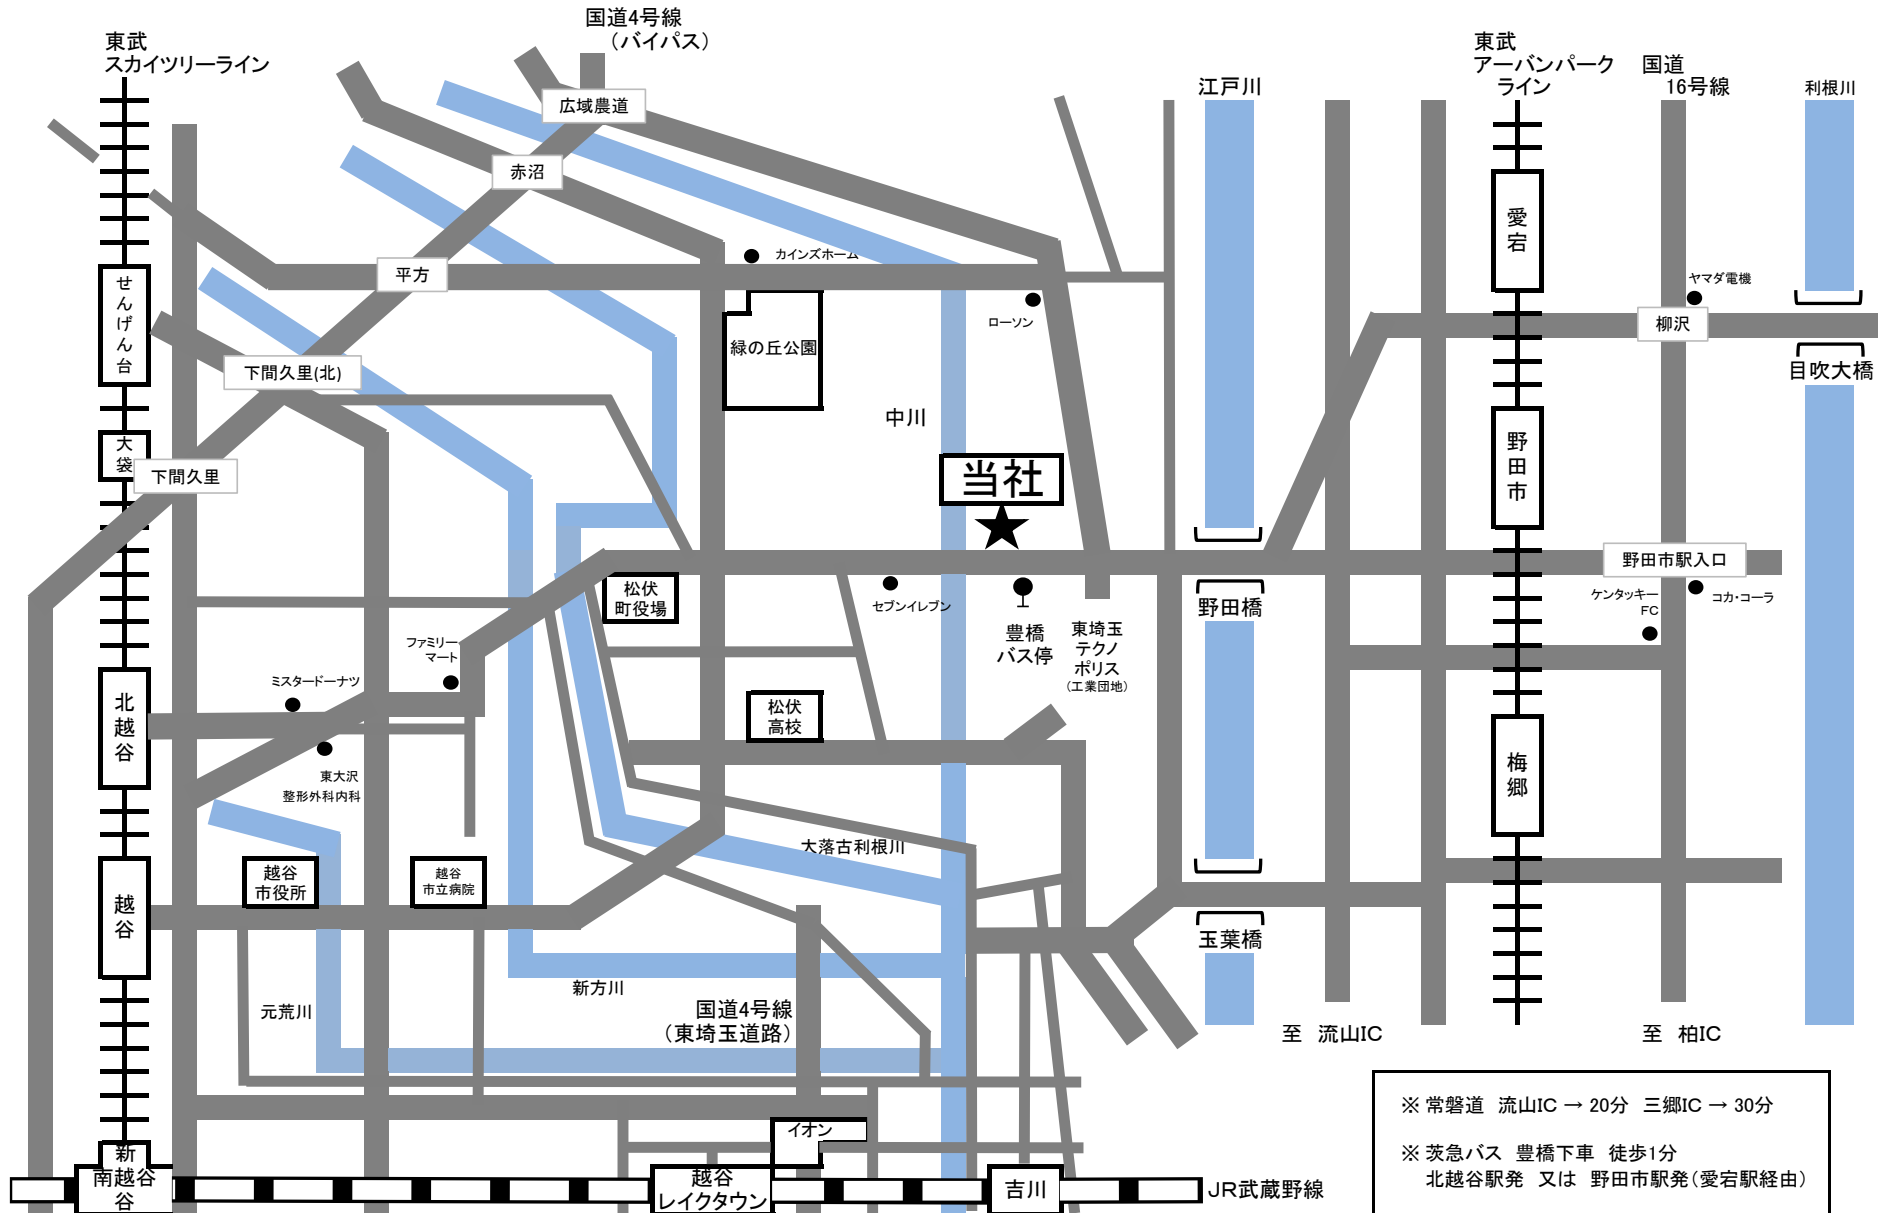 国道4号線
（バイパス）
東武
スカイツリーライン
東武
アーバンパーク
ライン
国道
16号線
江戸川
利根川
広域農道
赤沼
平方
カインズホーム
ローソン
愛宕
ヤマダ電機
柳沢
目吹大橋
せんげん台
緑の丘公園
下間久里(北)
中川
大袋
下間久里
当社
野田市
野田市駅入口
松伏
町役場
セブンイレブン
豊橋
バス停
東埼玉
テクノ
ポリス
(工業団地)
野田橋
ケンタッキー
FC
コカ・コーラ
ファミリー
マート
ミスタードーナツ
北越谷
松伏
高校
梅郷
東大沢
整形外科内科
大落古利根川
越谷
市役所
越谷
市立病院
越谷
玉葉橋
新方川
元荒川
国道4号線
（東埼玉道路）
至　流山IC
至　柏IC
※ 常磐道　流山IC → 20分　三郷IC → 30分
※ 茨急バス　豊橋下車　徒歩1分
北越谷駅発　又は　野田市駅発(愛宕駅経由)
イオン
新
南越谷
谷
越谷
レイクタウン
吉川
JR武蔵野線